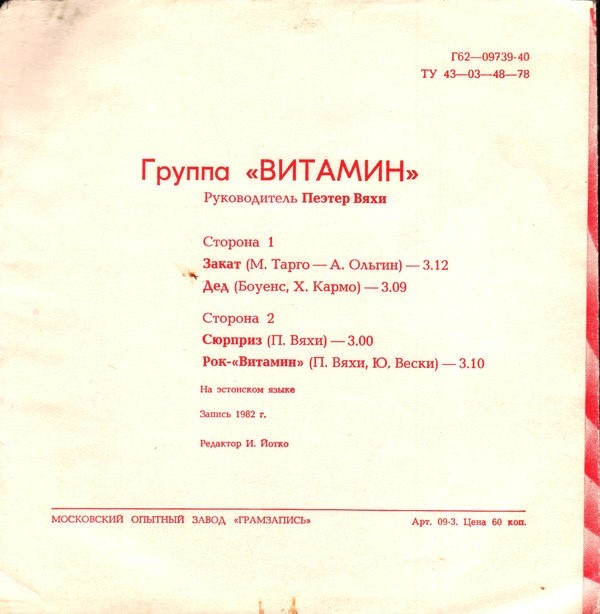 Г62—09739-40
ТУ 43—03—48—78
Группа «ВИТАМИН»
Руководитель Пеэтер Вяхи
Сторона 1
Закат (М. Тарго — А. Ольгин) — 3.12
Дед (Боуенс, Х. Кармо) — 3.09
Сторона 2
Сюрприз (П. Вяхи) — 3.00
Рок-«Витамин» (П. Вяхи, Ю. Вески) — 3.10
На эстонском языке
Запись 1982 г.
Редактор И. Йотко
МОСКОВСКИЙ ОПЫТНЫЙ ЗАВОД «ГРАМЗАПИСЬ»
Арт. 09-3. Цена 60 коп.